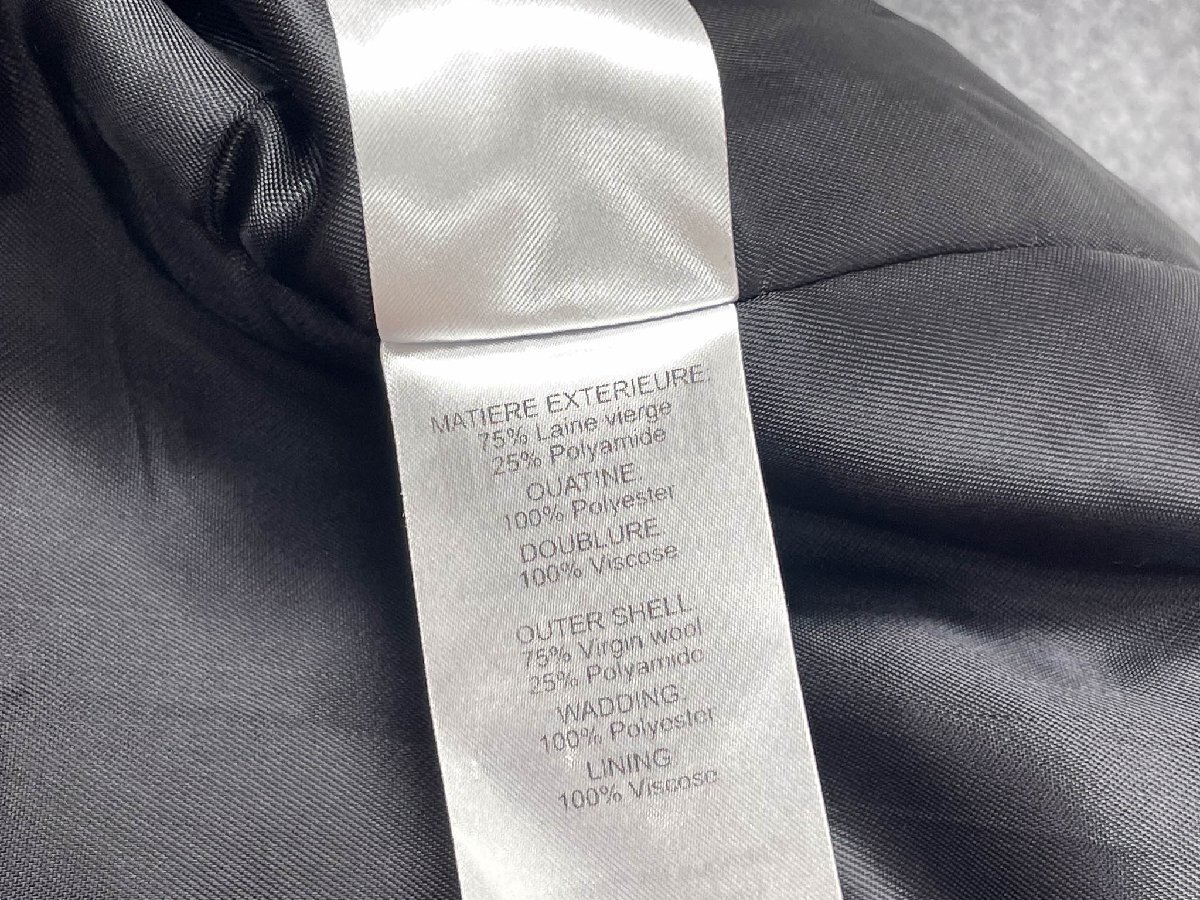 MATIERE EXTERIEURE:
75% Laine vierge
25% Polyamide
OUATINE:
100% Polyester
DOUBLURE
100% Viscose
OUTER SHELL
75% Virgin wool
25% Polyamide
WADDING:
100% Polyester
LINING
100% Viscose